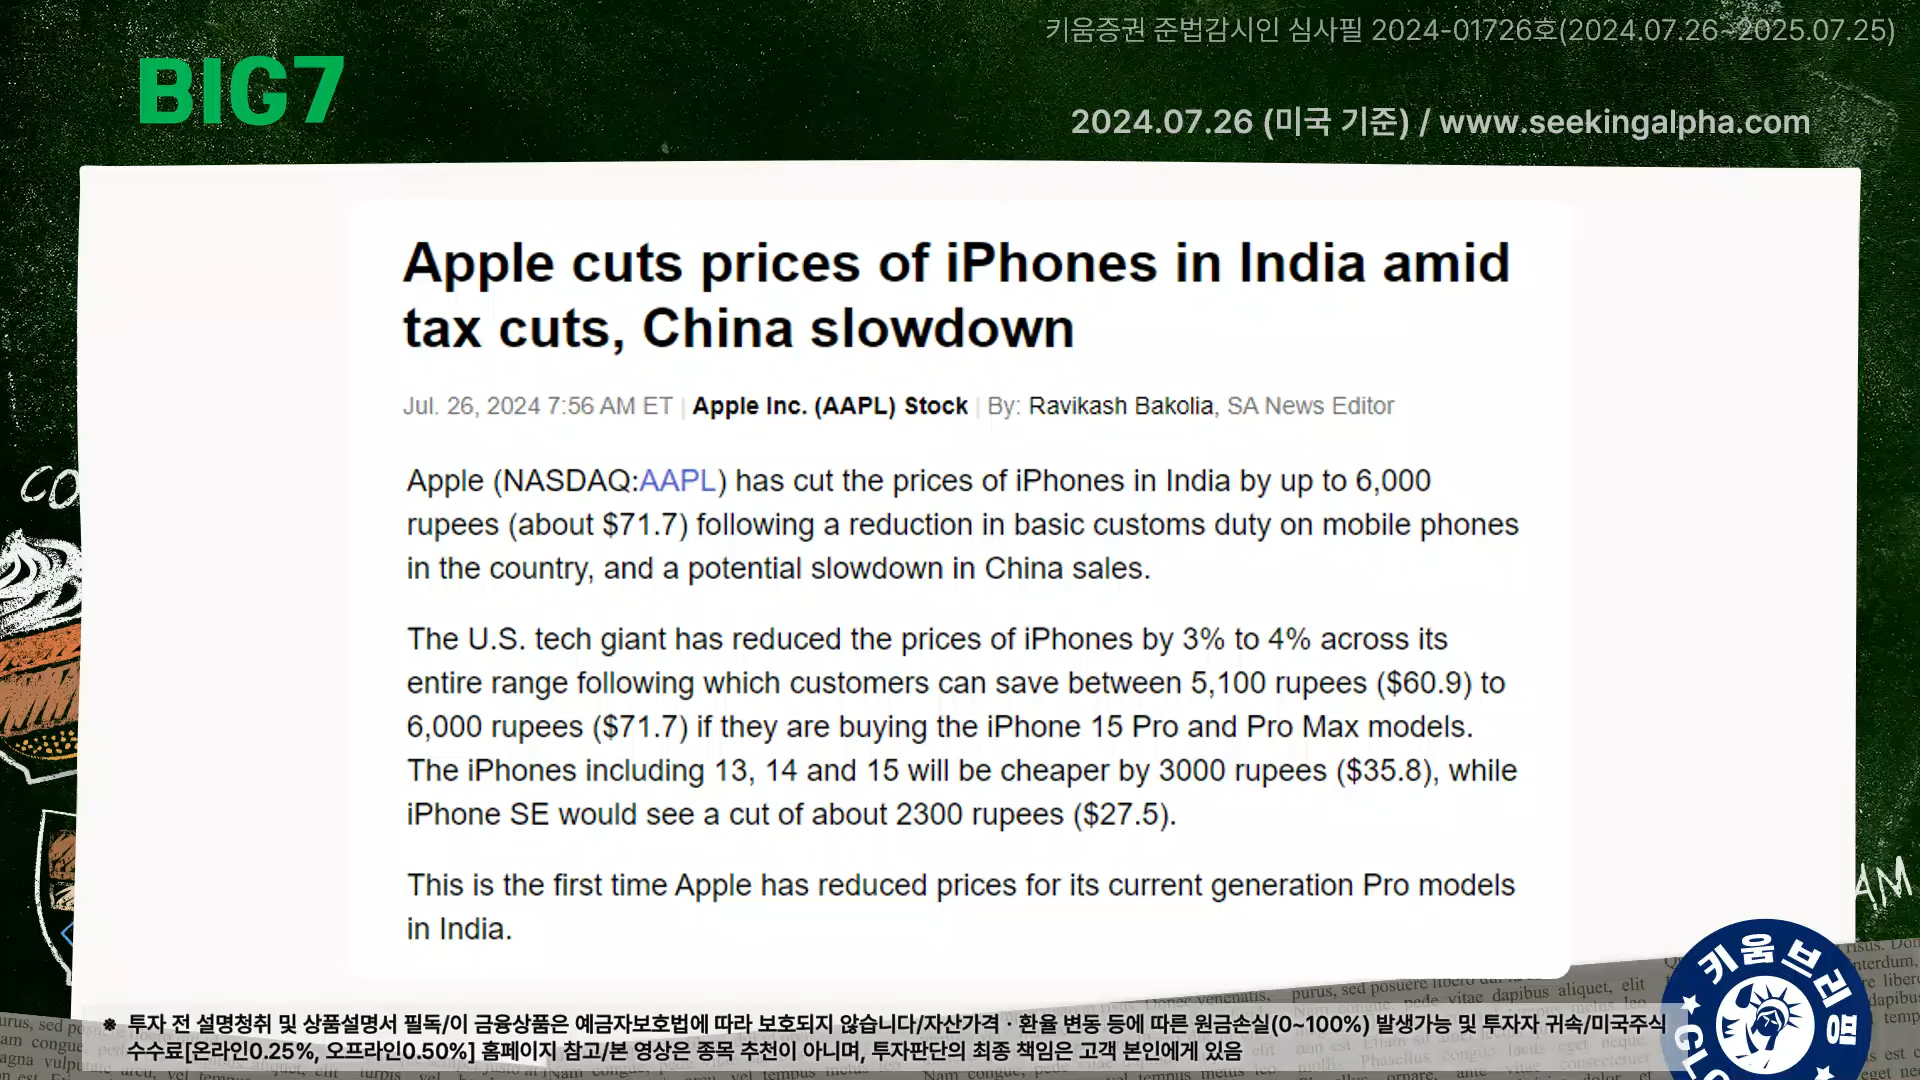 키움증권 준법감시인 심사필 2024-01726호(2024.07.26~2025.07.25)
BIG7
2024.07.26 (미국 기준) / www.seekingalpha.com
Apple cuts prices of iPhones in India amid
tax cuts, China slowdown
Jul. 26, 2024 7:56 AM ET | Apple Inc. (AAPL) Stock | By: Ravikash Bakolia, SA News Editor
Apple (NASDAQ:AAPL) has cut the prices of iPhones in India by up to 6,000
rupees (about $71.7) following a reduction in basic customs duty on mobile phones
in the country, and a potential slowdown in China sales.
The U.S. tech giant has reduced the prices of iPhones by 3% to 4% across its
entire range following which customers can save between 5,100 rupees ($60.9) to
6,000 rupees ($71.7) if they are buying the iPhone 15 Pro and Pro Max models.
The iPhones including 13, 14 and 15 will be cheaper by 3000 rupees ($35.8), while
iPhone SE would see a cut of about 2300 rupees ($27.5).
This is the first time Apple has reduced prices for its current generation Pro models
in India.
키움 브리핑
※ 투자 전 설명청취 및 상품설명서 필독/이 금융상품은 예금자보호법에 따라 보호되지 않습니다/자산가격 · 환율 변동 등에 따른 원금손실(0~100%) 발생가능 및 투자자 귀속/미국주식
수수료[온라인0.25%, 오프라인0.50%] 홈페이지 참고/본 영상은 종목 추천이 아니며, 투자판단의 최종 책임은 고객 본인에게 있음